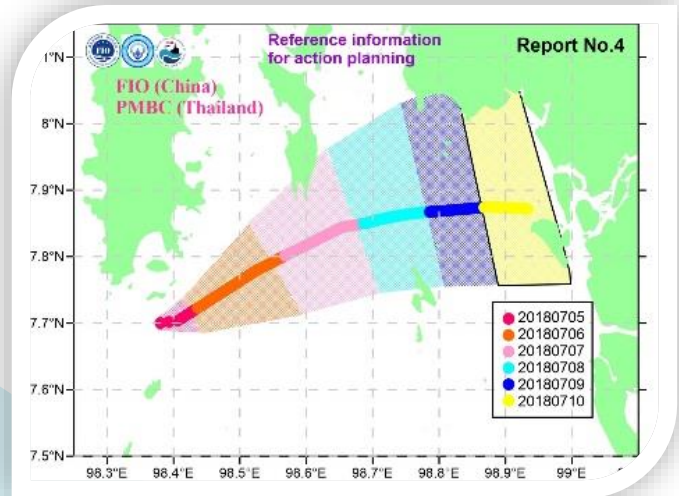 FIO
Reference information
for action planning
Report No.4
FIO (China)
PMBC (Thailand)
8°N
7.9°N
7.8°N
7.7°N
7.6°N
7.5°N
98.3°E 98.4°E 98.5°E 98.6°E 98.7°E 98.8°E 98.9°E 99°E
20180705
20180706
20180707
20180708
20180709
20180710